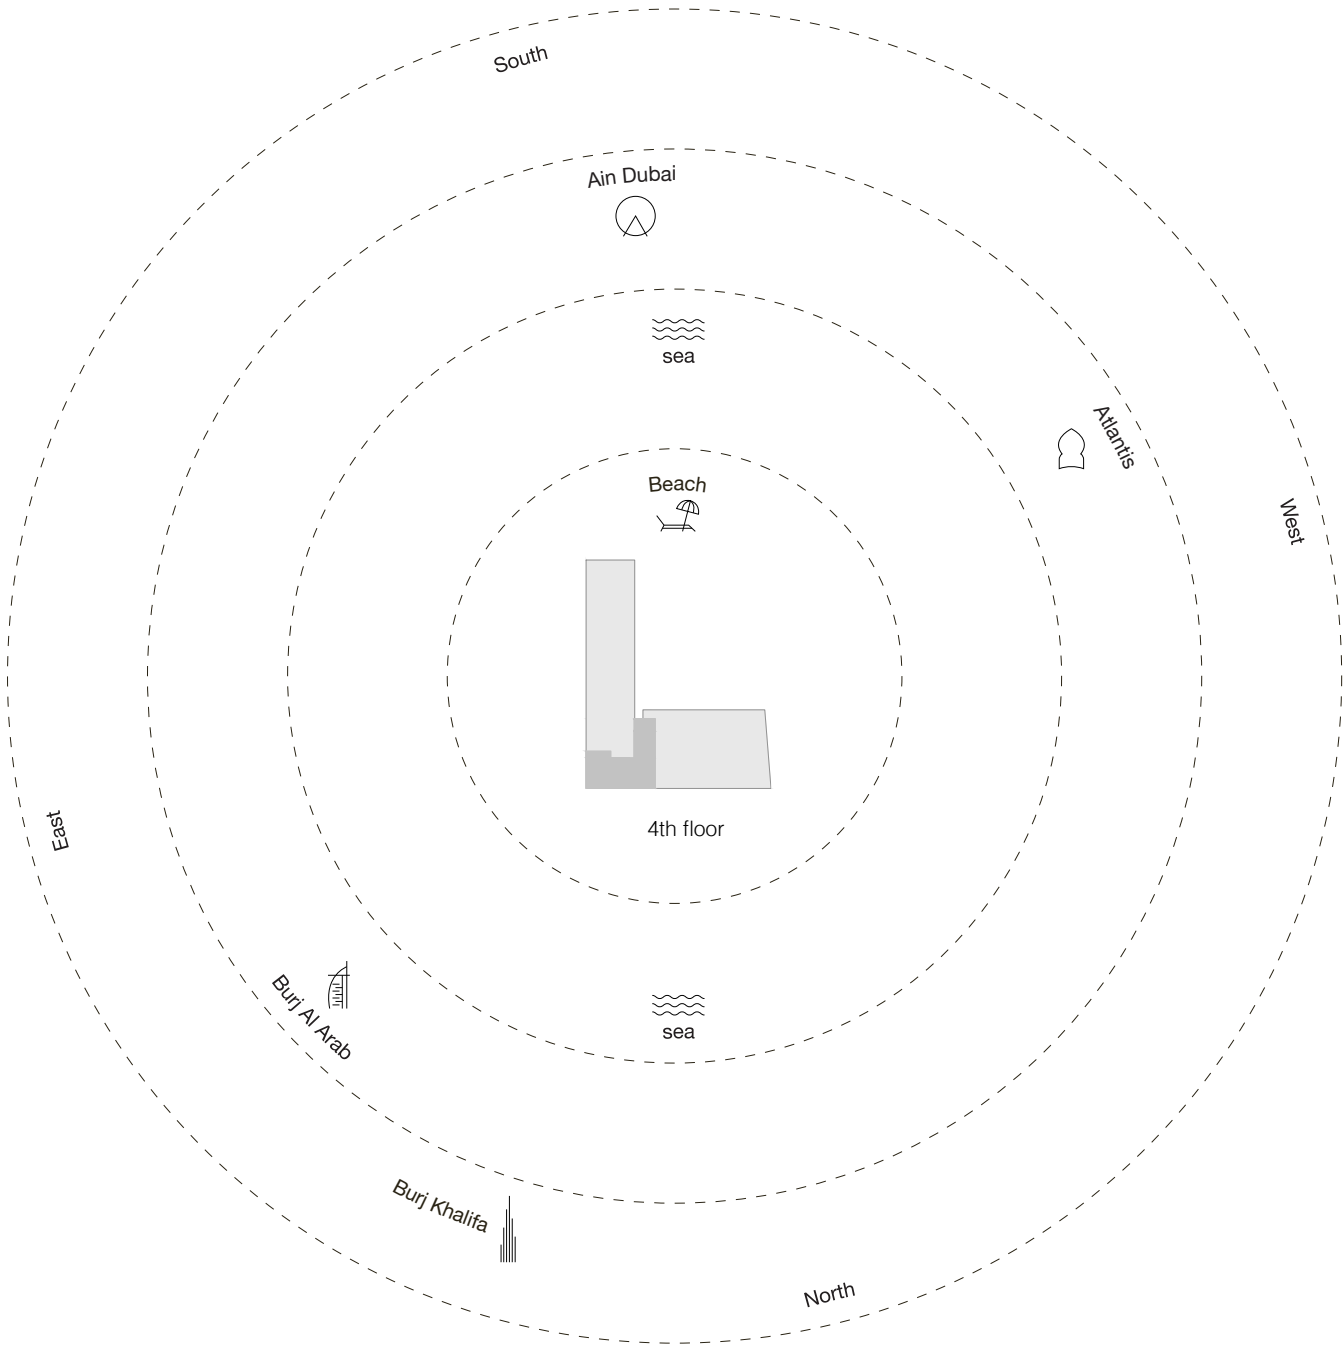 South
Ain Dubai
sea
Atlantis
Beach
West
East
4th floor
Burj Al Arab
sea
Burj Khalifa
North